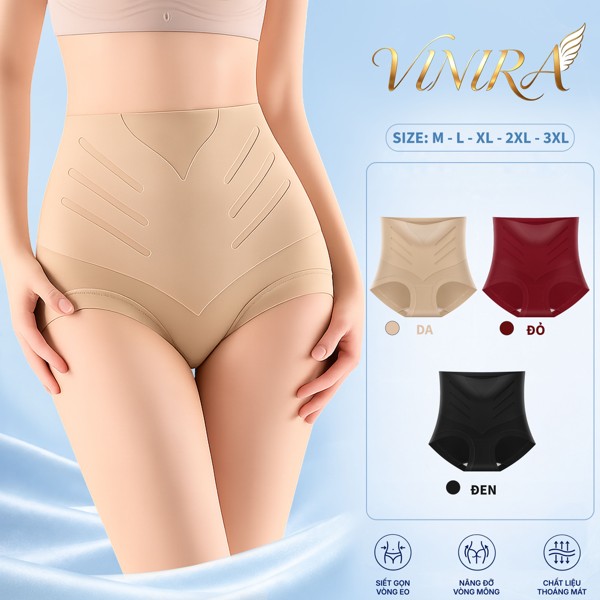 VINIRA
SIZE: M - L - XL - 2XL - 3XL
DA
ĐỎ
ĐEN
SIẾT GỌN
VÒNG EO
NÂNG ĐỠ
VÒNG MÔNG
CHẤT LIỆU
THOÁNG MÁT